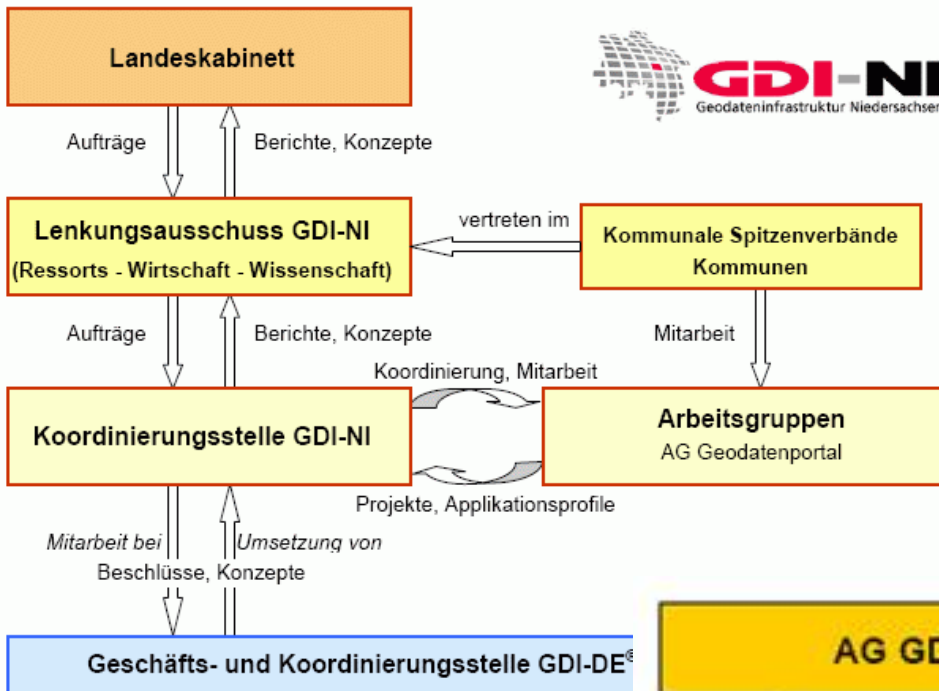 Landeskabinett
GDI-NI
Geodateninfrastruktur Niedersachsen
Aufträge
Berichte, Konzepte
Lenkungsausschuss GDI-NI
(Ressorts - Wirtschaft - Wissenschaft)
vertreten im
Kommunale Spitzenverbände
Kommunen
Aufträge
Berichte, Konzepte
Mitarbeit
Koordinierung, Mitarbeit
Koordinierungsstelle GDI-NI
Arbeitsgruppen
AG Geodatenportal
Projekte, Applikationsprofile
Mitarbeit bei
Umsetzung von
Beschlüsse, Konzepte
Geschäfts- und Koordinierungsstelle GDI-DE®
AG GD